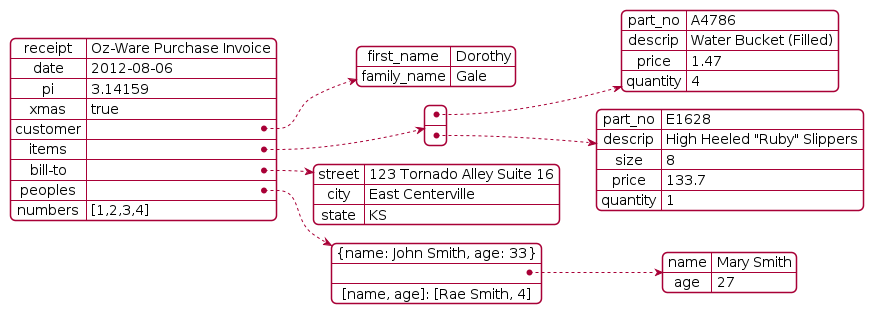 receipt Oz-Ware Purchase Invoice
date 2012-08-06
pi 3.14159
xmas true
customer
items
bill-to
peoples
numbers [1,2,3,4]
first_name Dorothy
family_name Gale
part_no A4786
descrip Water Bucket (Filled)
price 1.47
quantity 4
part_no E1628
descrip High Heeled "Ruby" Slippers
size 8
price 133.7
quantity 1
street 123 Tornado Alley Suite 16
city East Centerville
state KS
{name: John Smith, age: 33}
[name, age]: [Rae Smith, 4]
name Mary Smith
age 27